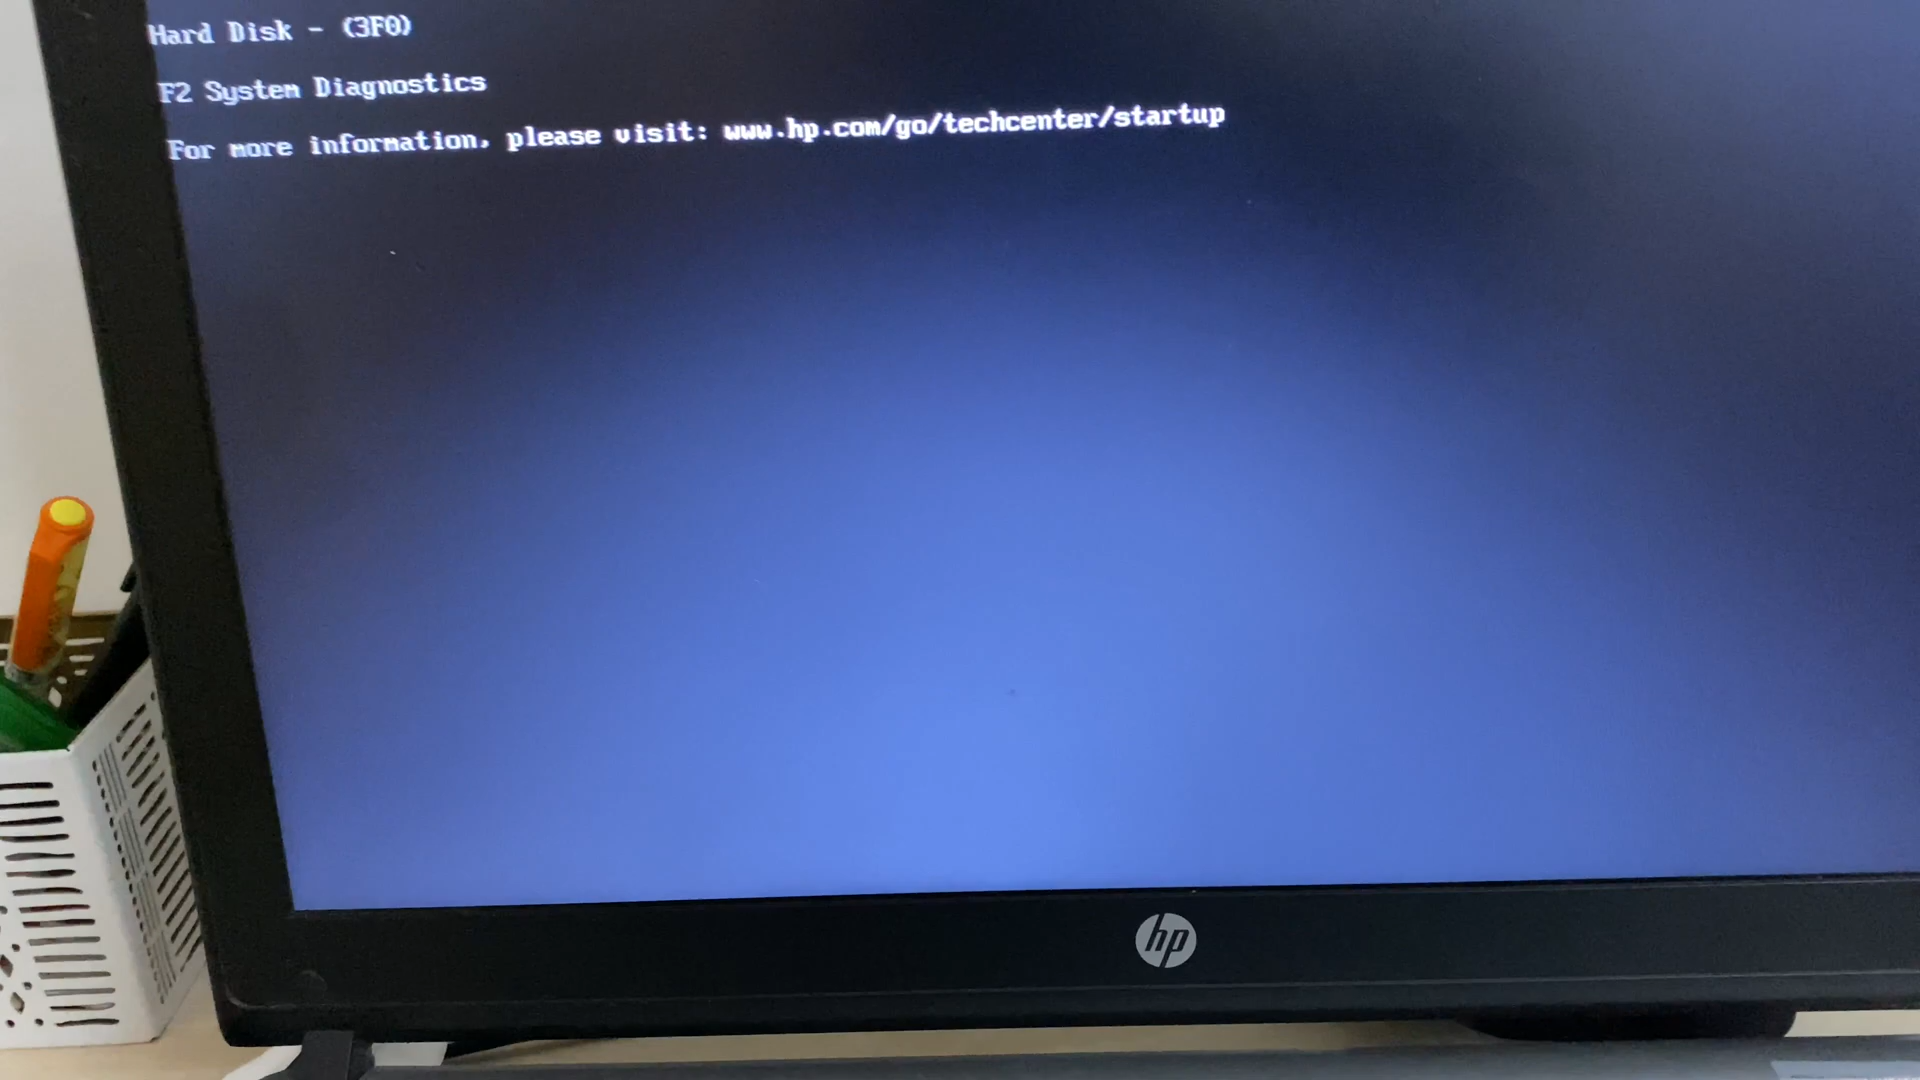 Hard Disk - (3F0)
F2 System Diagnostics
For more information, please visit: www.hp.com/go/techcenter/startup
hp